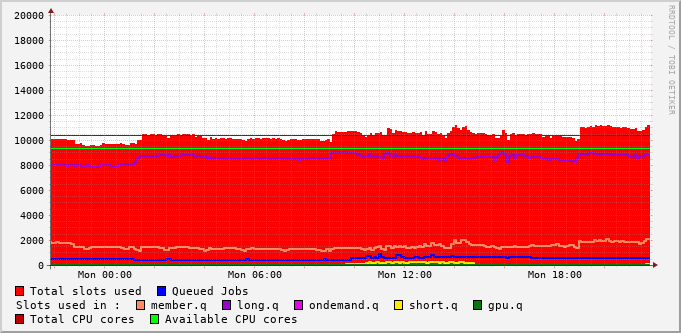 20000
18000
16000
14000
12000
10000
8000
6000
4000
2000
0
Mon 00:00 Mon 06:00 Mon 12:00 Mon 18:00
RRDTOOL / TOBI OETIKER
Total slots used Queued Jobs
Slots used in : member.q long.q ondemand.q short.q gpu.q
Total CPU cores Available CPU cores